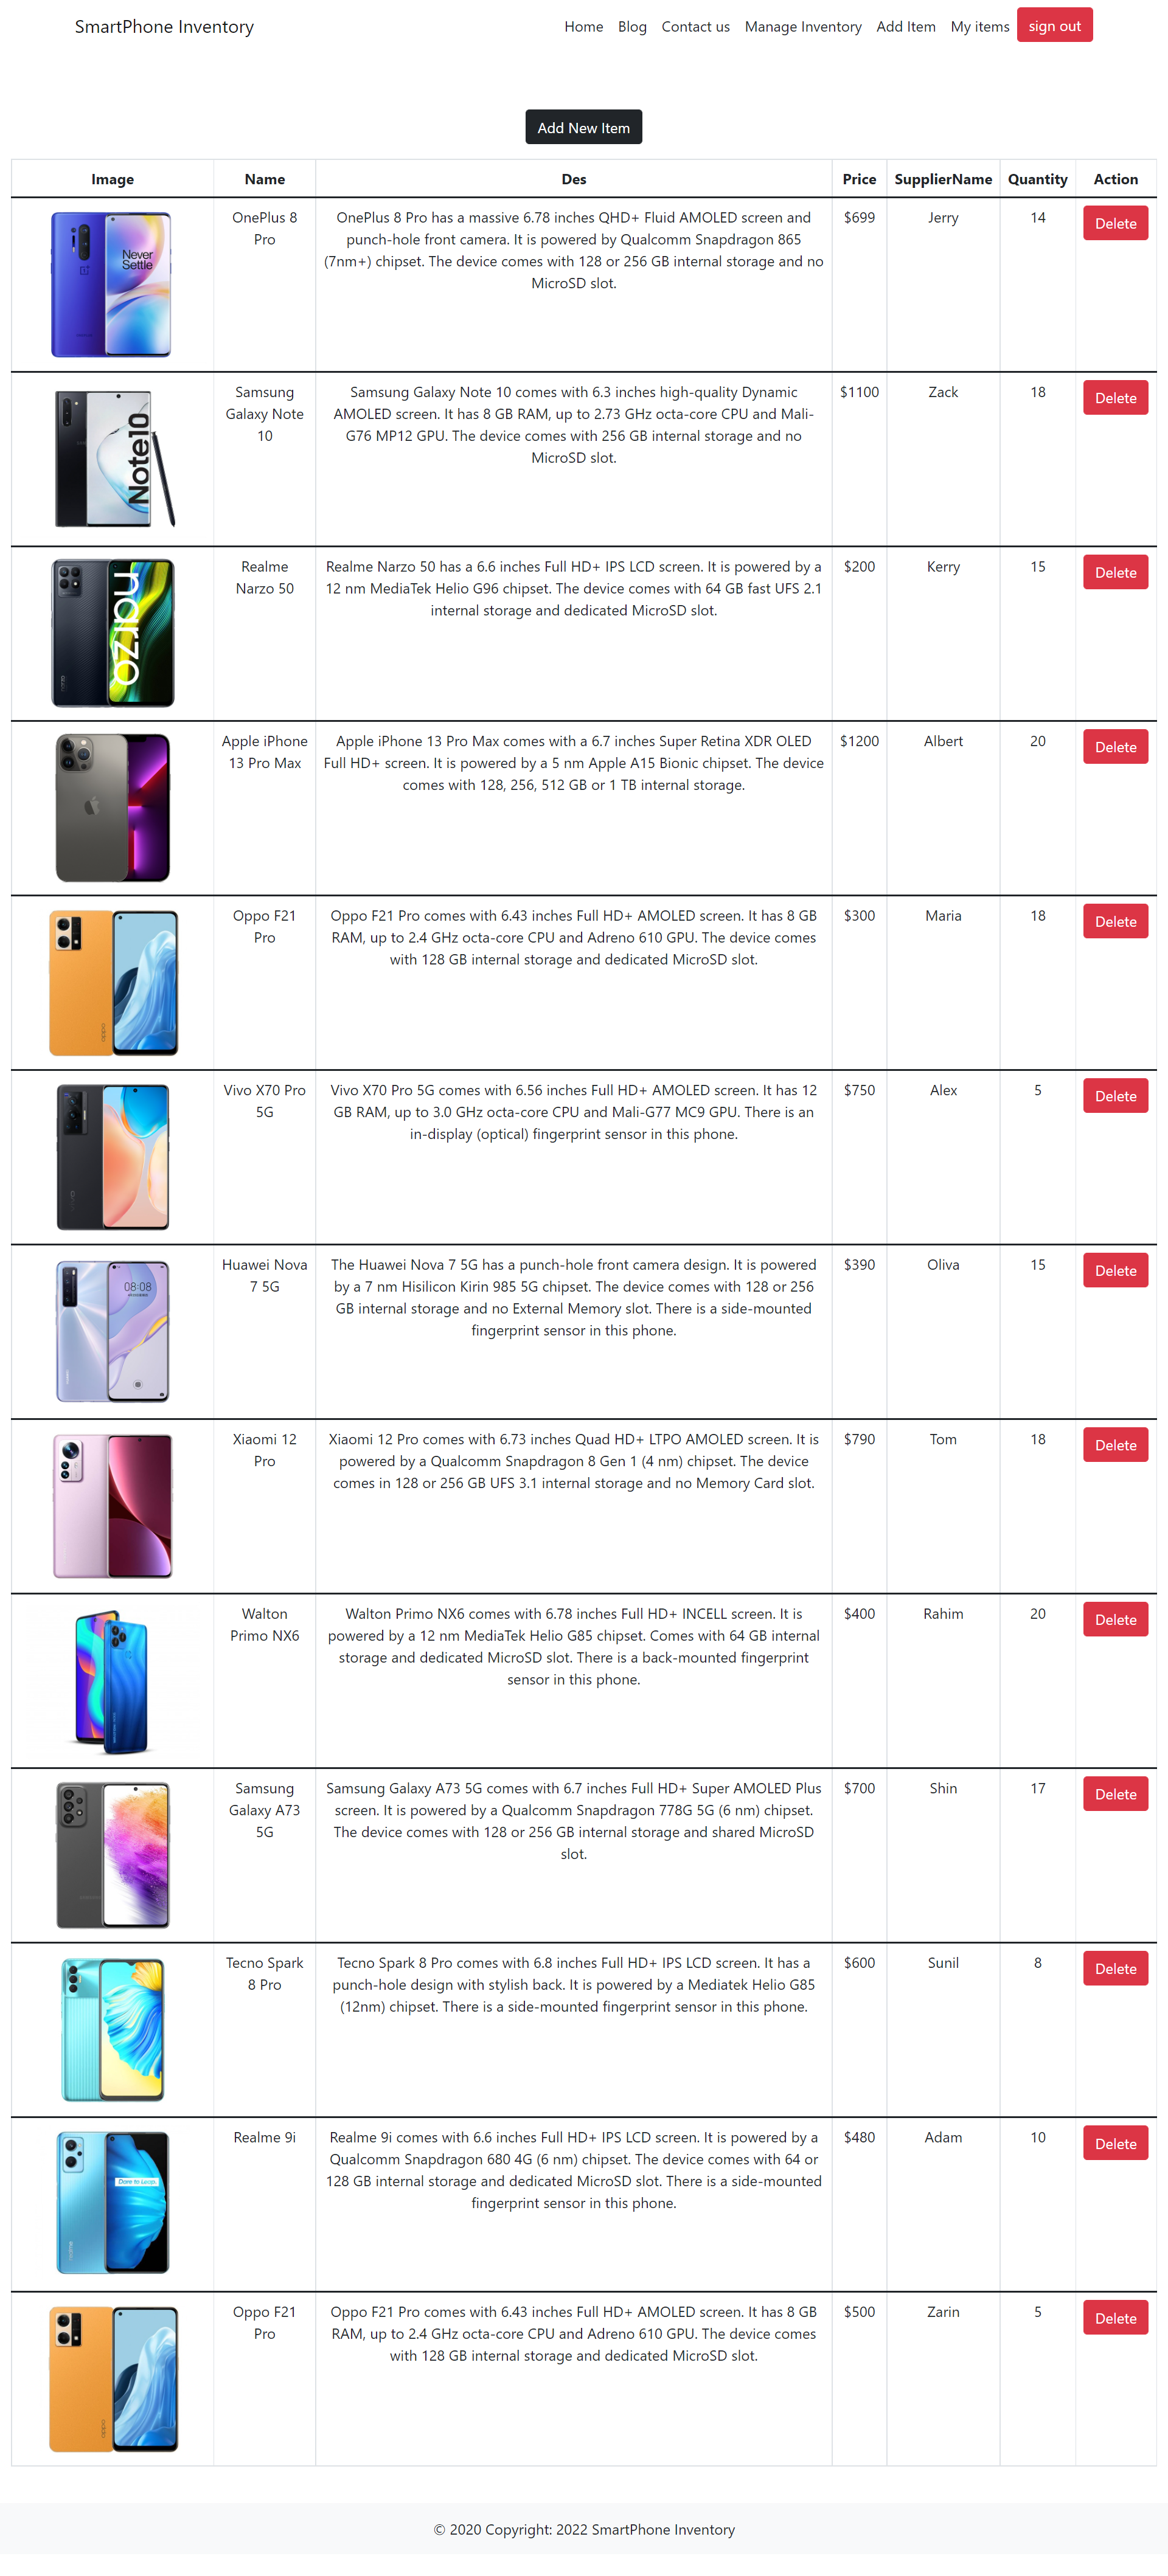 SmartPhone Inventory
Home Blog Contact us Manage Inventory Add Item My items sign out
Add New Item
Image Name Des Price SupplierName Quantity Action
Never
Settle
OnePlus 8
Pro
OnePlus 8 Pro has a massive 6.78 inches QHD+ Fluid AMOLED screen and
punch-hole front camera. It is powered by Qualcomm Snapdragon 865
(7nm+) chipset. The device comes with 128 or 256 GB internal storage and no
MicroSD slot.
$699
Jerry
14
Delete
Note10
Samsung
Galaxy Note
10
Samsung Galaxy Note 10 comes with 6.3 inches high-quality Dynamic
AMOLED screen. It has 8 GB RAM, up to 2.73 GHz octa-core CPU and Mali-
G76 MP12 GPU. The device comes with 256 GB internal storage and no
MicroSD slot.
$1100
Zack
18
Delete
narzo
Realme
Narzo 50
Realme Narzo 50 has a 6.6 inches Full HD+ IPS LCD screen. It is powered by a
12 nm MediaTek Helio G96 chipset. The device comes with 64 GB fast UFS 2.1
internal storage and dedicated MicroSD slot.
$200
Kerry
15
Delete
Apple iPhone
13 Pro Max
Apple iPhone 13 Pro Max comes with a 6.7 inches Super Retina XDR OLED
Full HD+ screen. It is powered by a 5 nm Apple A15 Bionic chipset. The device
comes with 128, 256, 512 GB or 1 TB internal storage.
$1200
Albert
20
Delete
oppo
Oppo F21
Pro
Oppo F21 Pro comes with 6.43 inches Full HD+ AMOLED screen. It has 8 GB
RAM, up to 2.4 GHz octa-core CPU and Adreno 610 GPU. The device comes
with 128 GB internal storage and dedicated MicroSD slot.
$300
Maria
18
Delete
vivo
Vivo X70 Pro
5G
Vivo X70 Pro 5G comes with 6.56 inches Full HD+ AMOLED screen. It has 12
GB RAM, up to 3.0 GHz octa-core CPU and Mali-G77 MC9 GPU. There is an
in-display (optical) fingerprint sensor in this phone.
$750
Alex
5
Delete
08:08
Huawei Nova
7 5G
The Huawei Nova 7 5G has a punch-hole front camera design. It is powered
by a 7 nm Hisilicon Kirin 985 5G chipset. The device comes with 128 or 256
GB internal storage and no External Memory slot. There is a side-mounted
fingerprint sensor in this phone.
$390
Oliva
15
Delete
Xiaomi 12
Pro
Xiaomi 12 Pro comes with 6.73 inches Quad HD+ LTPO AMOLED screen. It is
powered by a Qualcomm Snapdragon 8 Gen 1 (4 nm) chipset. The device
comes in 128 or 256 GB UFS 3.1 internal storage and no Memory Card slot.
$790
Tom
18
Delete
Walton
Primo NX6
Walton Primo NX6 comes with 6.78 inches Full HD+ INCELL screen. It is
powered by a 12 nm MediaTek Helio G85 chipset. Comes with 64 GB internal
storage and dedicated MicroSD slot. There is a back-mounted fingerprint
sensor in this phone.
$400
Rahim
20
Delete
Samsung
Galaxy A73
5G
Samsung Galaxy A73 5G comes with 6.7 inches Full HD+ Super AMOLED Plus
screen. It is powered by a Qualcomm Snapdragon 778G 5G (6 nm) chipset.
The device comes with 128 or 256 GB internal storage and shared MicroSD
slot.
$700
Shin
17
Delete
Tecno Spark
8 Pro
Tecno Spark 8 Pro comes with 6.8 inches Full HD+ IPS LCD screen. It has a
punch-hole design with stylish back. It is powered by a Mediatek Helio G85
(12nm) chipset. There is a side-mounted fingerprint sensor in this phone.
$600
Sunil
8
Delete
Dare to Leap
realme
Realme 9i
Realme 9i comes with 6.6 inches Full HD+ IPS LCD screen. It is powered by a
Qualcomm Snapdragon 680 4G (6 nm) chipset. The device comes with 64 or
128 GB internal storage and dedicated MicroSD slot. There is a side-mounted
fingerprint sensor in this phone.
$480
Adam
10
Delete
oppo
Oppo F21
Pro
Oppo F21 Pro comes with 6.43 inches Full HD+ AMOLED screen. It has 8 GB
RAM, up to 2.4 GHz octa-core CPU and Adreno 610 GPU. The device comes
with 128 GB internal storage and dedicated MicroSD slot.
$500
Zarin
5
Delete
© 2020 Copyright: 2022 SmartPhone Inventory